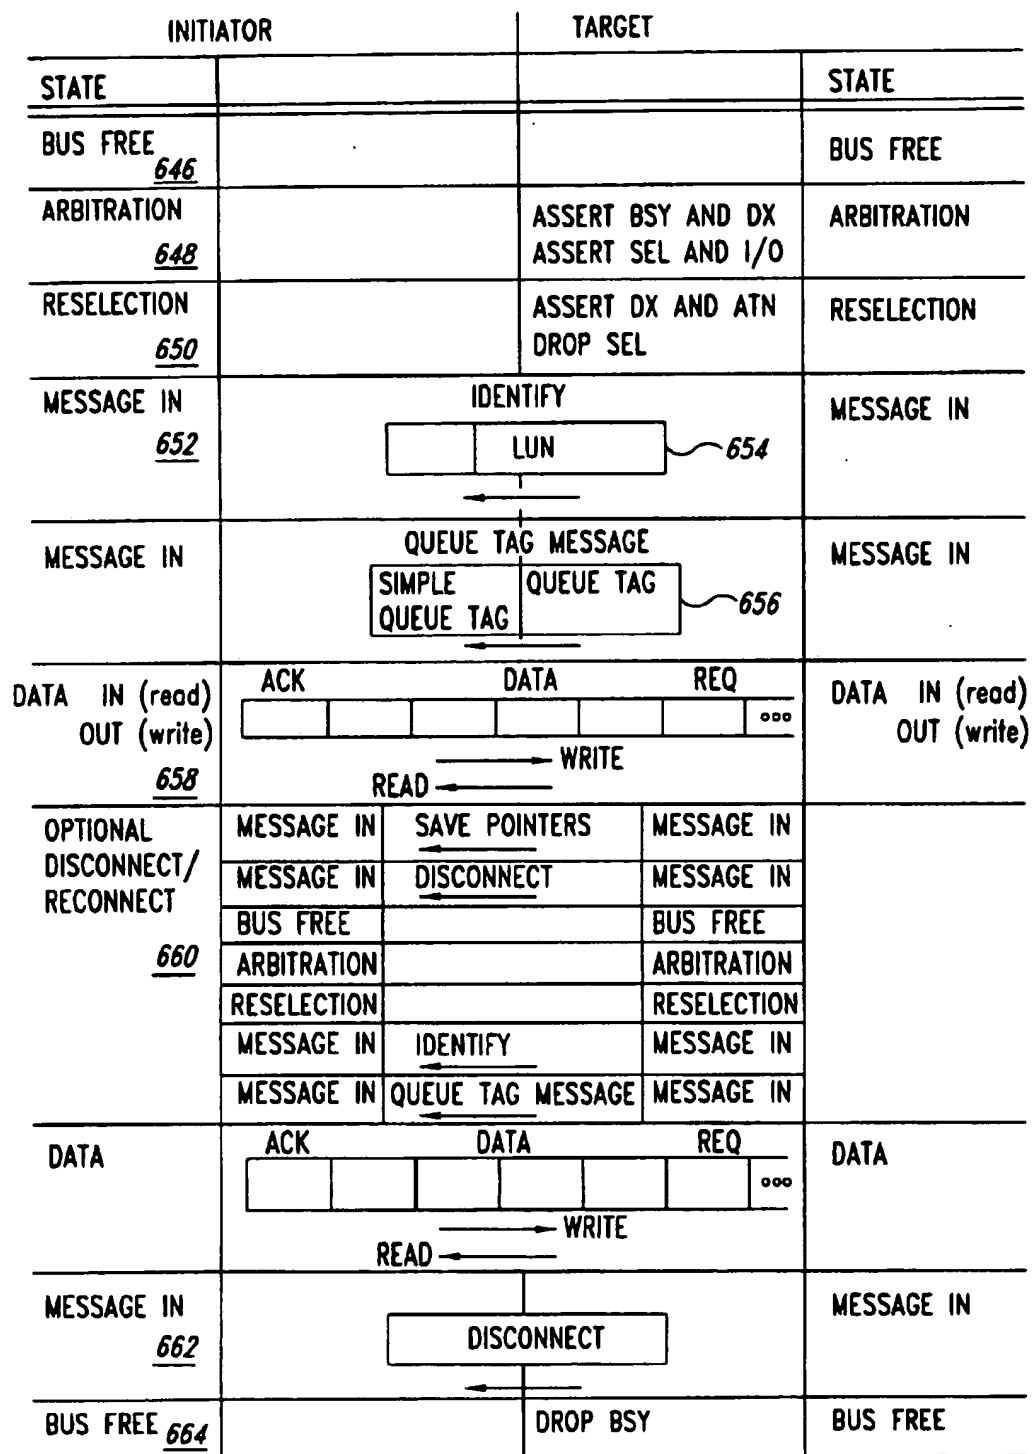 INITIATOR TARGET
STATE STATE
BUS FREE BUS FREE
646
ARBITRATION ASSERT BSY AND DX ARBITRATION
648 ASSERT SEL AND I/O
RESELECTION ASSERT DX AND ATN RESELECTION
650 DROP SEL
MESSAGE IN IDENTIFY MESSAGE IN
652 LUN 654
MESSAGE IN QUEUE TAG MESSAGE MESSAGE IN
SIMPLE QUEUE TAG
QUEUE TAG 656
DATA IN (read) ACK DATA REQ DATA IN (read)
OUT (write) ooo OUT (write)
WRITE
658 READ
OPTIONAL MESSAGE IN SAVE POINTERS MESSAGE IN
DISCONNECT/ MESSAGE IN DISCONNECT MESSAGE IN
RECONNECT BUS FREE BUS FREE
660 ARBITRATION ARBITRATION
RESELECTION RESELECTION
MESSAGE IN IDENTIFY MESSAGE IN
MESSAGE IN QUEUE TAG MESSAGE MESSAGE IN
DATA ACK DATA REQ DATA
ooo
WRITE
READ
MESSAGE IN MESSAGE IN
662 DISCONNECT
BUS FREE 664 DROP BSY BUS FREE